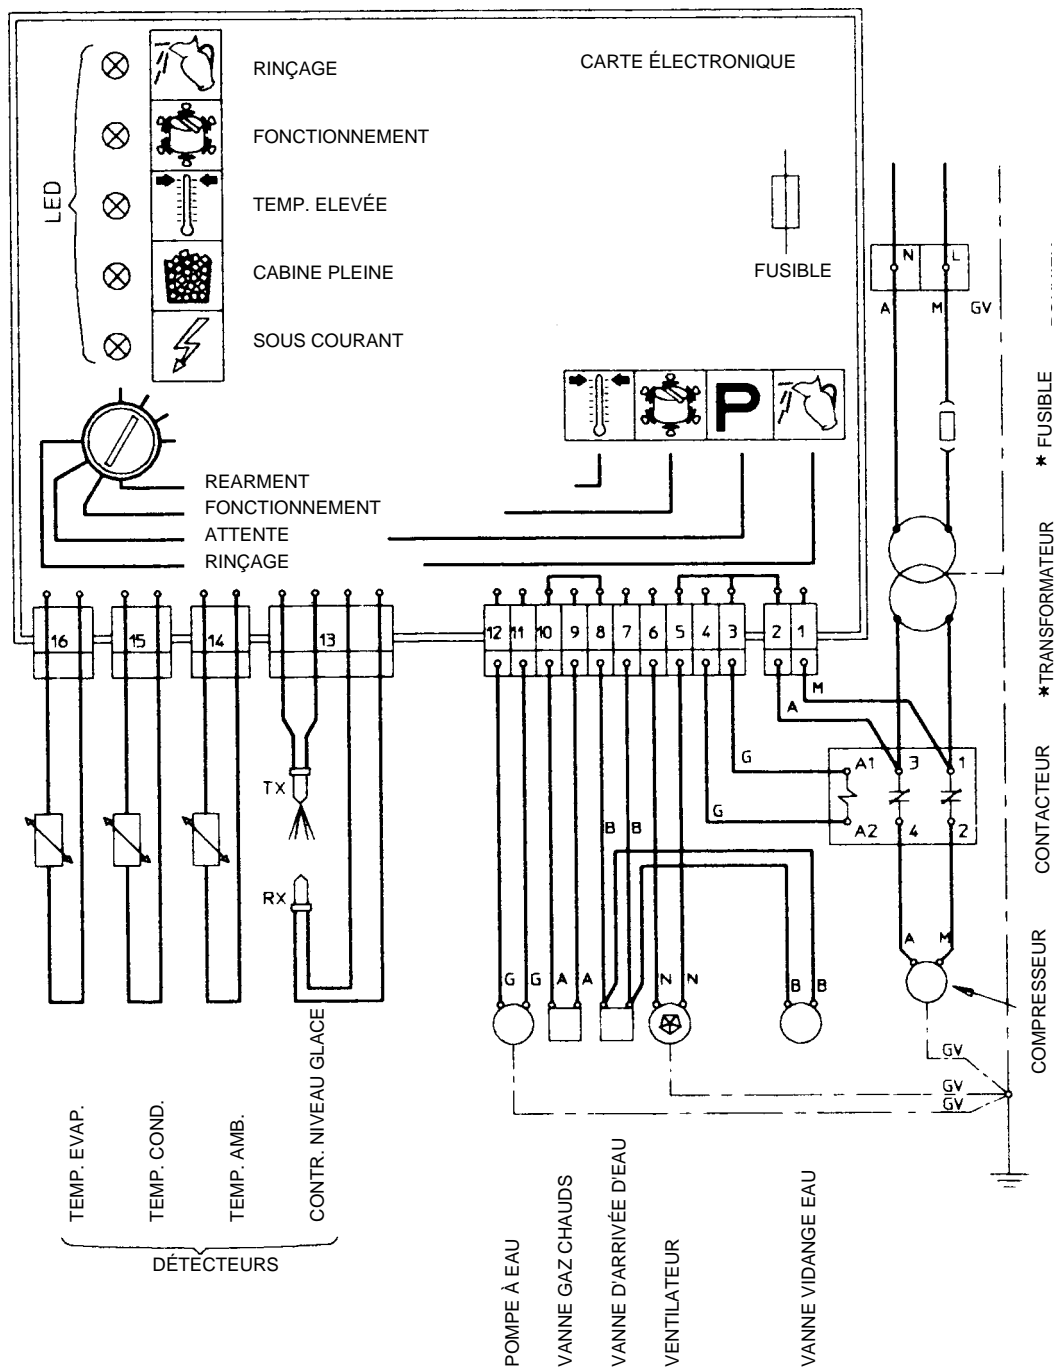 CARTE ÉLECTRONIQUE
LED
RINÇAGE
FONCTIONNEMENT
TEMP. ELEVÉE
CABINE PLEINE
SOUS COURANT
FUSIBLE
N
L
A
M
GV
P
REARMENT
FONCTIONNEMENT
ATTENTE
RINÇAGE
16
15
14
13
12
11
10
9
8
7
6
5
4
3
2
1
M
A
G
G
A1
3
1
A2
4
2
TX
RX
B
B
A
M
G
G
A
A
N
N
B
B
GV
GV
GV
TEMP. EVAP.
TEMP. COND.
TEMP. AMB.
CONTR. NIVEAU GLACE
DÉTECTEURS
POMPE À EAU
VANNE GAZ CHAUDS
VANNE D'ARRIVÉE D'EAU
VENTILATEUR
VANNE VIDANGE EAU
COMPRESSEUR
CONTACTEUR
*TRANSFORMATEUR
* FUSIBLE